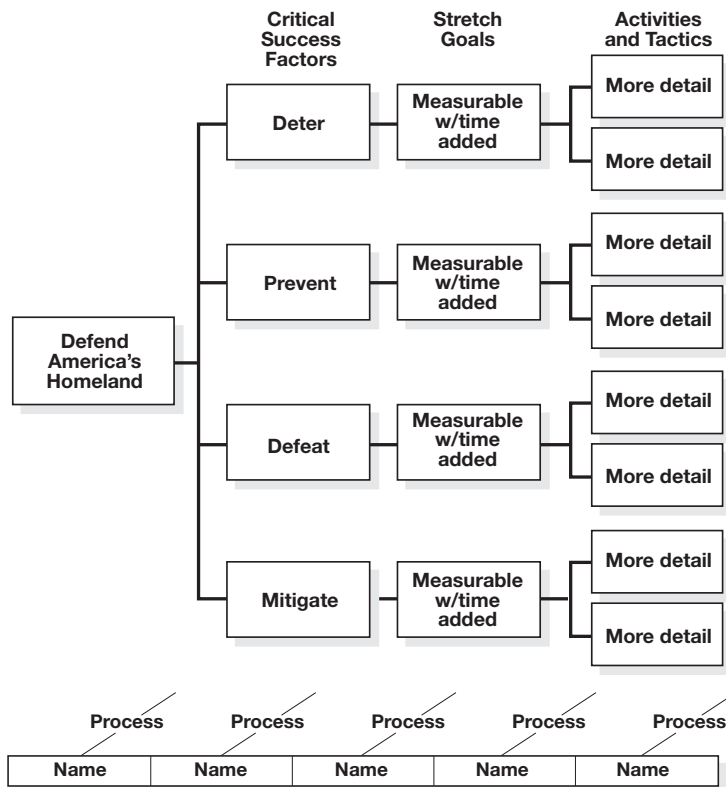 Critical
Success
Factors
Stretch
Goals
Activities
and Tactics
Defend
America’s
Homeland
Deter
Measurable
w/time
added
More detail
More detail
Prevent
Measurable
w/time
added
More detail
More detail
Defeat
Measurable
w/time
added
More detail
More detail
Mitigate
Measurable
w/time
added
More detail
More detail
Process Process Process Process Process
Name Name Name Name Name